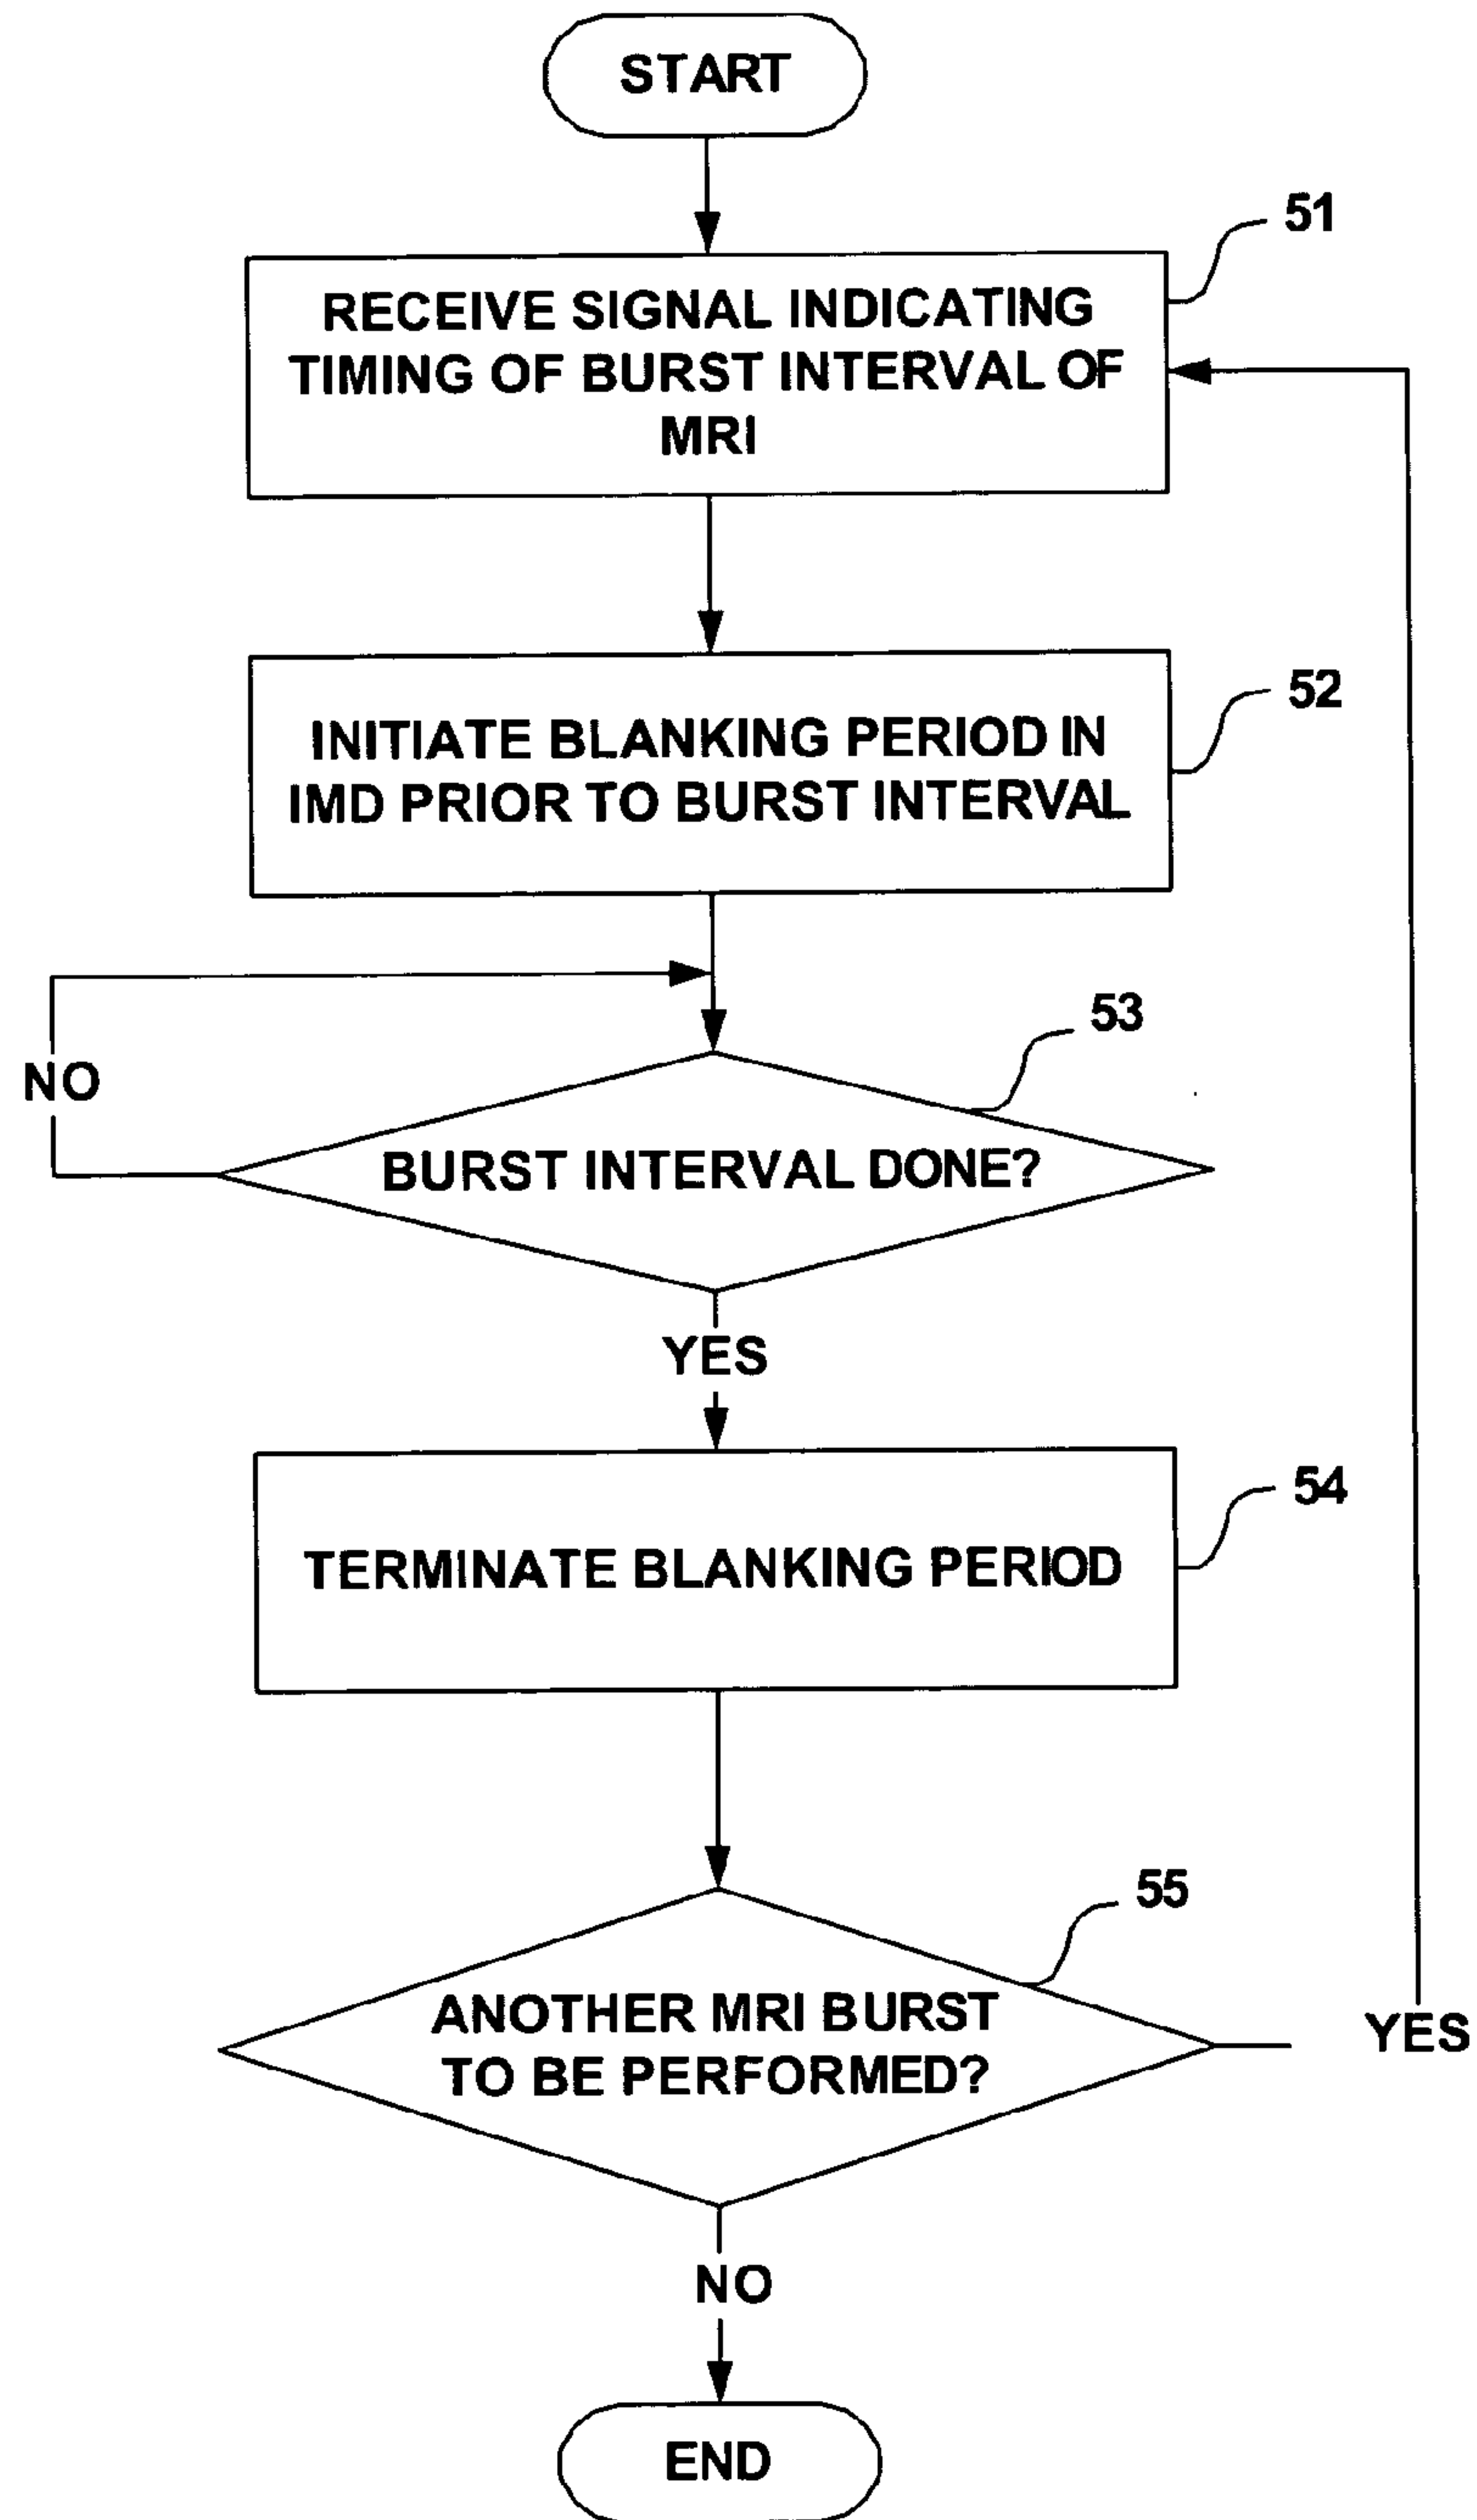 START
51
RECEIVE SIGNAL INDICATING
TIMING OF BURST INTERVAL OF
MRI
52
INITIATE BLANKING PERIOD IN
IMD PRIOR TO BURST INTERVAL
53
NO
BURST INTERVAL DONE?
YES
54
TERMINATE BLANKING PERIOD
55
ANOTHER MRI BURST
TO BE PERFORMED?
YES
NO
END